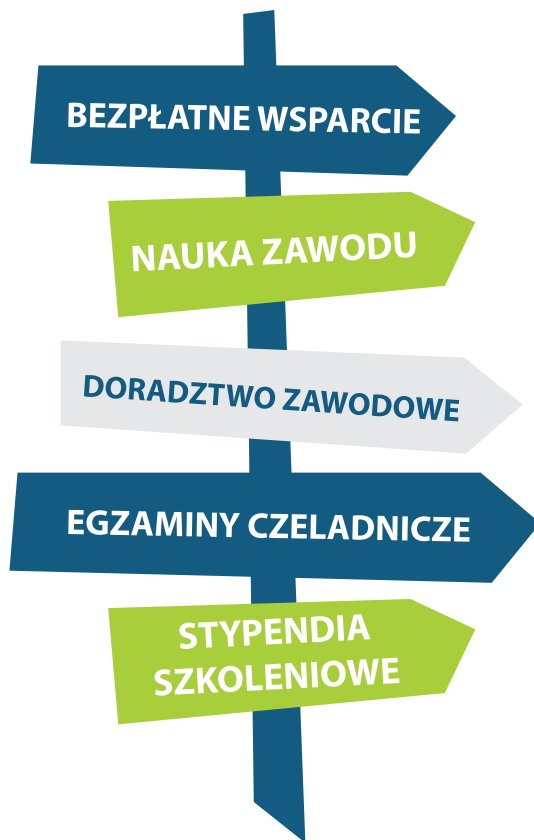 BEZPŁATNE WSPARCIE
NAUKA ZAWODU
DORADZTWO ZAWODOWE
EGZAMINY CZELADNICZE
STYPENDIA
SZKOLENIOWE